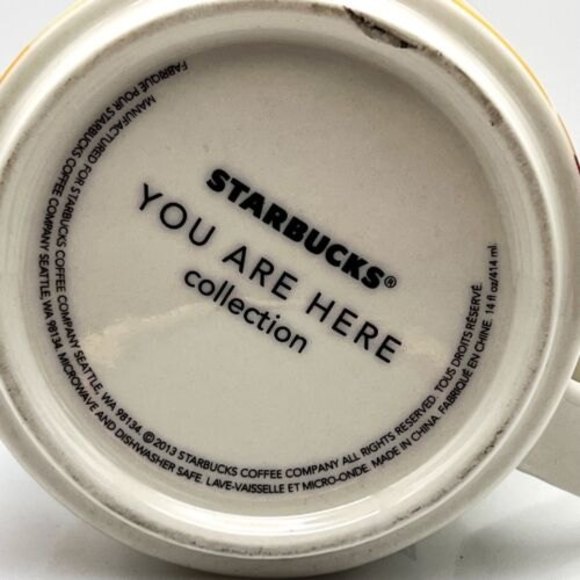 STARBUCKS®
YOU ARE HERE
collection
MANUFACTURED FOR STARBUCKS COFFEE COMPANY SEATTLE, WA 98134. ©2013 STARBUCKS COFFEE COMPANY ALL RIGHTS RESERVED. TOUS DROITS RÉSERVÉ.
FABRIQUÉ POUR STARBUCKS COFFEE COMPANY SEATTLE, WA 98134. MICROWAVE AND DISHWASHER SAFE. LAVE-VAISSELLE ET MICRO-ONDE. MADE IN CHINA. FABRIQUÉ EN CHINE. 14 fl oz/414 ml